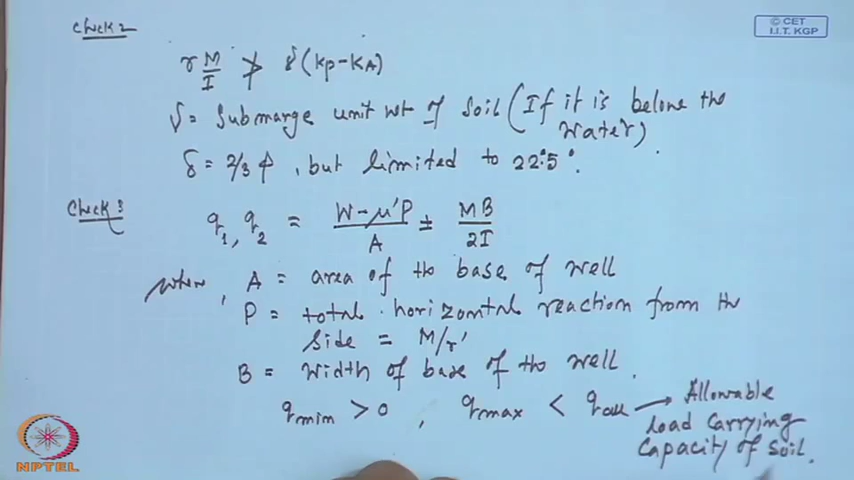 Check 2
© CET
I.I.T. KGP
r M/I ≯ γ (kp - kA)
γ = Submarge unit wt of soil (If it is below the
water).
δ = 2/3 φ, but limited to 22.5°.
Check 3
q1, q2 = (W - μ'P)/A ± MB/2I
where, A = area of the base of well
P = total horizontal reaction from the
side = M/r'
B = width of base of the well.
qmin > 0, qmax < qall → Allowable
load carrying
capacity of soil.
NPTEL